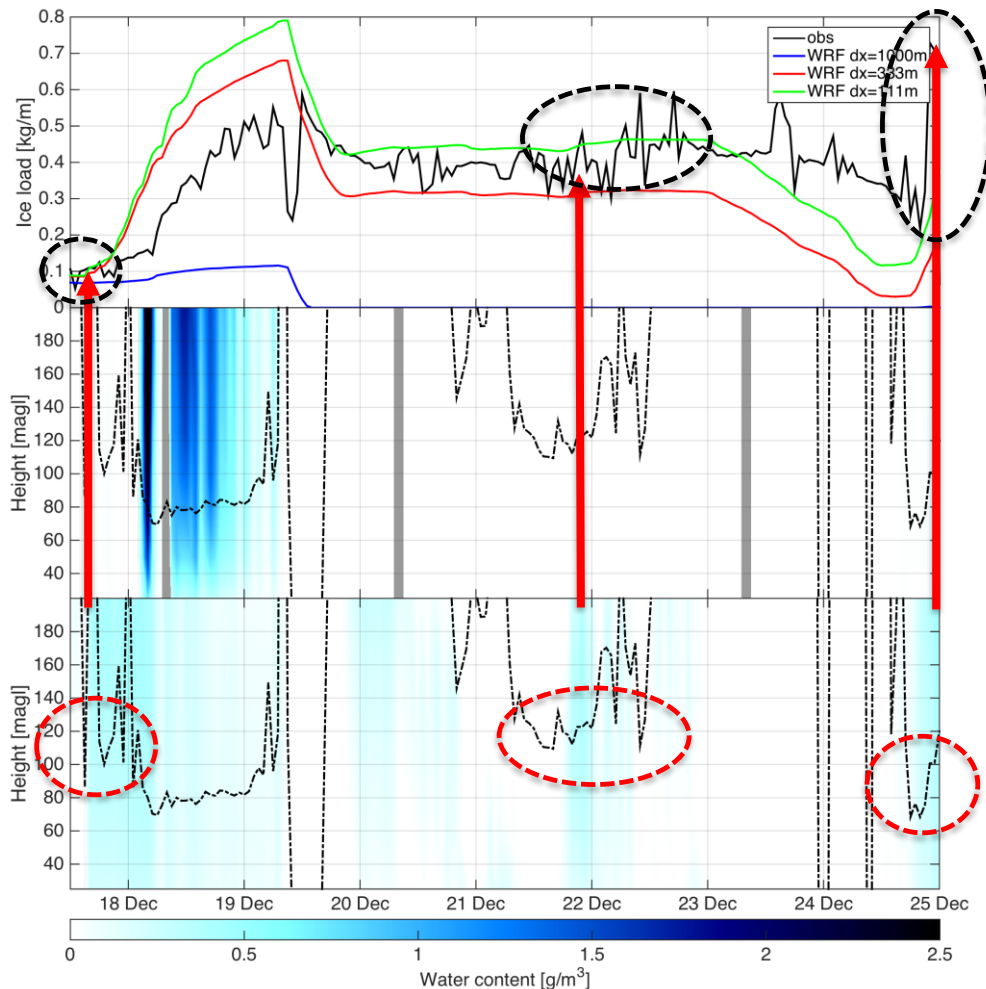 0.8
0.7
0.6
0.5
0.4
0.3
0.2
0.1
0
Ice load [kg/m]
obs
WRF dx=1000m
WRF dx=333m
WRF dx=111m
180
160
140
120
100
80
60
40
Height [magl]
180
160
140
120
100
80
60
40
Height [magl]
18 Dec 19 Dec 20 Dec 21 Dec 22 Dec 23 Dec 24 Dec 25 Dec
0 0.5 1 1.5 2 2.5
Water content [g/m³]